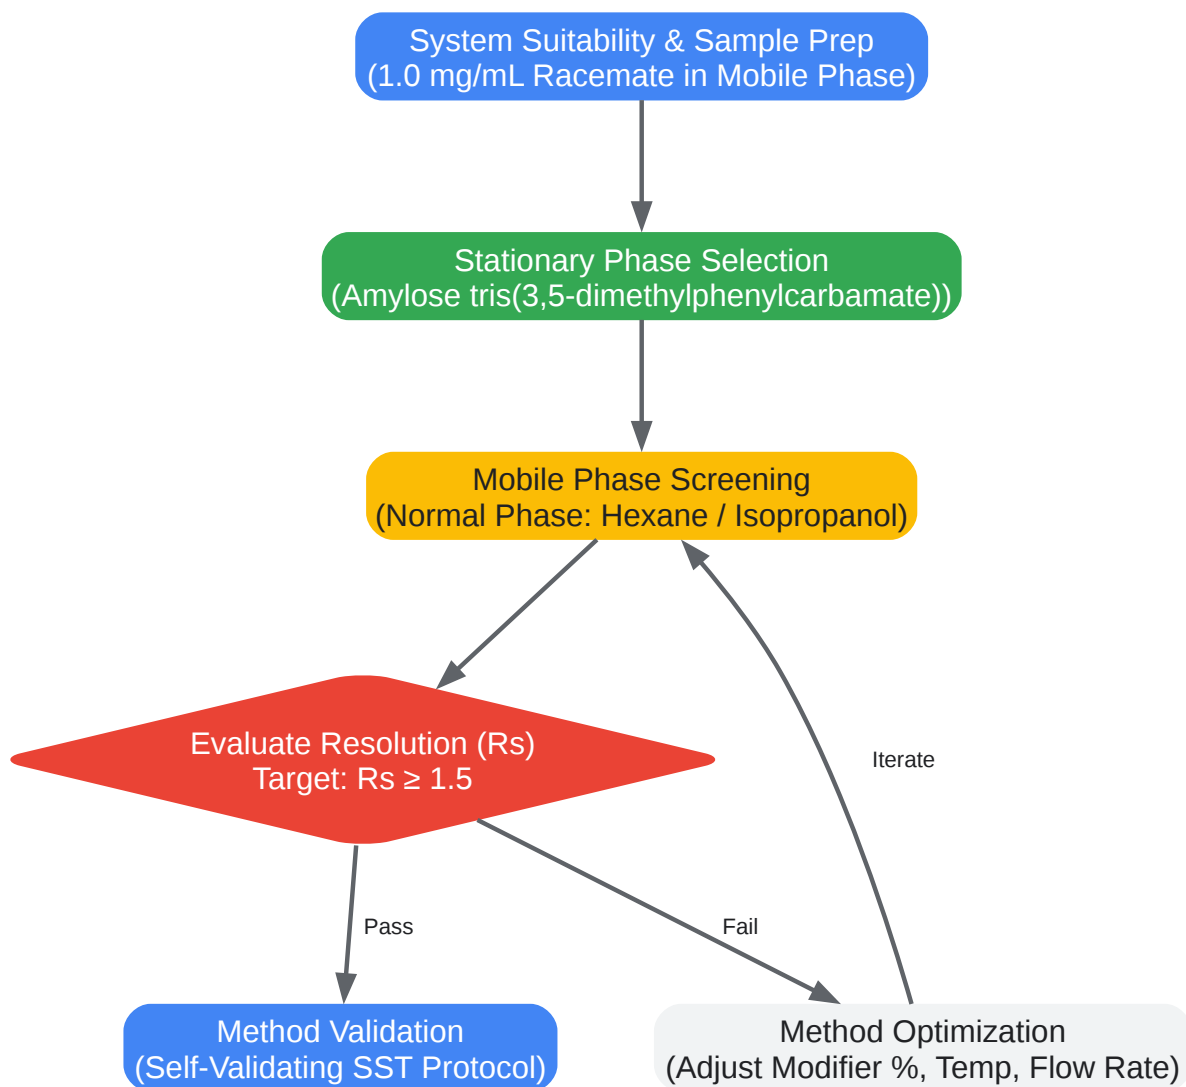 System Suitability & Sample Prep
(1.0 mg/mL Racemate in Mobile Phase)
Stationary Phase Selection
(Amylose tris(3,5-dimethylphenylcarbamate))
Mobile Phase Screening
(Normal Phase: Hexane / Isopropanol)
Evaluate Resolution (Rs)
Target: Rs ≥ 1.5
Iterate
Pass
Fail
Method Validation
(Self-Validating SST Protocol)
Method Optimization
(Adjust Modifier %, Temp, Flow Rate)